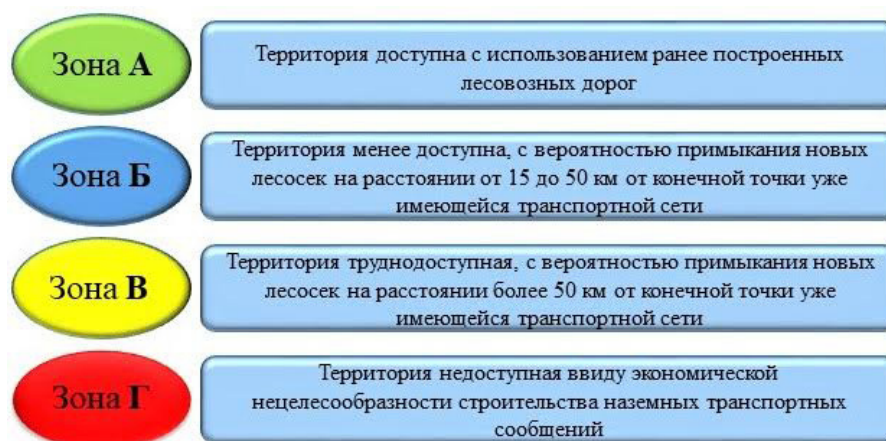 Зона А
Территория доступна с использованием ранее построенных
лесовозных дорог
Зона Б
Территория менее доступна, с вероятностью примыкания новых
лесосек на расстоянии от 15 до 50 км от конечной точки уже
имеющейся транспортной сети
Зона В
Территория труднодоступная, с вероятностью примыкания новых
лесосек на расстоянии более 50 км от конечной точки уже
имеющейся транспортной сети
Зона Г
Территория недоступная ввиду экономической
нецелесообразности строительства наземных транспортных
сообщений